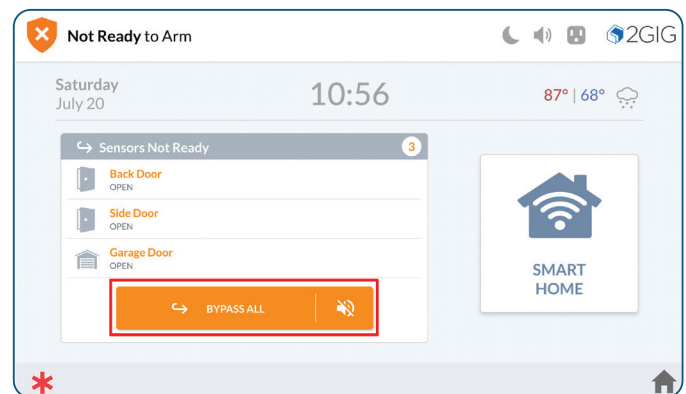 Not Ready to Arm
2GIG
Saturday
July 20
10:56
87° | 68°
Sensors Not Ready
3
Back Door
OPEN
Side Door
OPEN
Garage Door
OPEN
BYPASS ALL
SMART
HOME